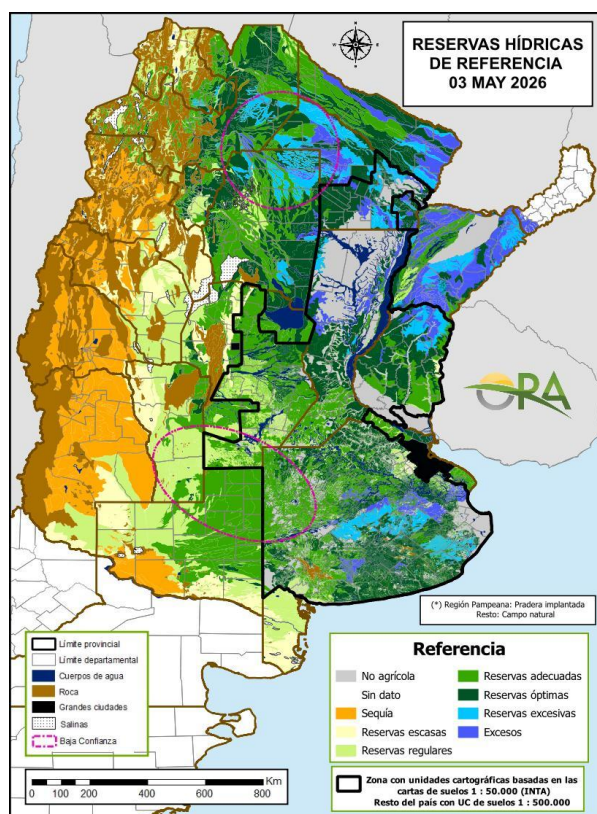 RESERVAS HÍDRICAS
DE REFERENCIA
03 MAY 2026
ORA
(*) Región Pampeana: Pradera implantada
Resto: Campo natural
Límite provincial
Límite departamental
Cuerpos de agua
Roca
Grandes ciudades
Salinas
Baja Confianza
Referencia
No agrícola
Sin dato
Sequía
Reservas escasas
Reservas regulares
Reservas adecuadas
Reservas óptimas
Reservas excesivas
Excesos
Zona con unidades cartográficas basadas en las
cartas de suelos 1 : 50.000 (INTA)
Resto del país con UC de suelos 1 : 500.000
Km
0 100 200 400 600 800